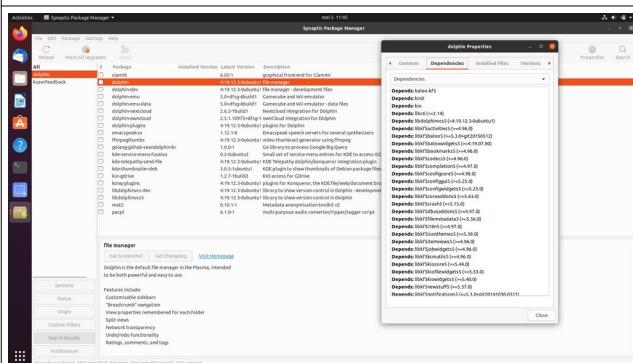 Activities Synaptic Package Manager mei 5 11:45
Synaptic Package Manager
File Edit Package Settings Help
Reload Mark All Upgrades Apply Properties Search
All
dolphin
kuserfeedback
S Package Installed Version Latest Version Description
clamtk 6.02-1 graphical front-end for ClamAV
dolphin 4:19.12.3-0ubuntu1 file manager
dolphin-dev 4:19.12.3-0ubuntu1 file manager - development files
dolphin-emu 5.0+dfsg-6build1 Gamecube and Wii emulator
dolphin-emu-data 5.0+dfsg-6build1 Gamecube and Wii emulator - data files
dolphin-nextcloud 2.6.2-1build1 Nextcloud integration for Dolphin
dolphin-owncloud 2.5.1.10973+dfsg-1 ownCloud integration for Dolphin
dolphin-plugins 4:19.12.3-0ubuntu1 plugins for Dolphin
emacspeak-ss 1.12.1-8 Emacspeak speech servers for several synthesizers
ffmpegthumbs 4:19.12.3-0ubuntu1 video thumbnail generator using ffmpeg
1.0.0-1 Go library to process Google Big Query
kde-service-menu-fuseiso 0.2-0ubuntu2 Small set of service menu entries for KDE to access ISO
kde-telepathy-send-file 4:19.12.3-0ubuntu1 KDE Telepathy dolphin/konqueror integration plugin
kde-thumbnailer-deb 3.0.5-1ubuntu1 KDE plugin to show thumbnails of Debian package files
kio-gdrive 1.2.7-1build2 KIO access for GDrive
konq-plugins 4:19.12.3-0ubuntu1 plugins for Konqueror, the KDE file/web/document bro
libdolphinvcs-dev 4:19.12.3-0ubuntu1 library to show version control in Dolphin - developme
libdolphinvcs5 4:19.12.3-0ubuntu1 library to show version control in Dolphin
mat2 0.10.1-1 Metadata anonymisation toolkit v2
pacpl 6.1.0-1 multi-purpose audio converter/ripper/tagger script
file manager
Get Screenshot Get Changelog Visit Homepage
Dolphin is the default file manager in the Plasma, intended
to be both powerful and easy to use.
Features include:
Customisable sidebars
"Breadcrumb" navigation
View properties remembered for each folder
Split views
Network transparency
Undo/redo functionality
Ratings, comments, and tags
Sections
Status
Origin
Custom Filters
Search Results
Architecture
dolphin Properties
Common Dependencies Installed Files Versions
Dependencies
Depends: baloo-kf5
Depends: kinit
Depends: kio
Depends: libc6 (>=2.14)
Depends: libdolphinvcs5 (=4:19.12.3-0ubuntu1)
Depends: libkf5activities5 (>=4.96.0)
Depends: libkf5baloo5 (>=5.3.0+git20150512)
Depends: libkf5baloowidgets5 (>=4:19.07.80)
Depends: libkf5bookmarks5 (>=4.96.0)
Depends: libkf5codecs5 (>=4.96.0)
Depends: libkf5completion5 (>=4.97.0)
Depends: libkf5configcore5 (>=4.98.0)
Depends: libkf5configgui5 (>=5.25.0)
Depends: libkf5configwidgets5 (>=5.23.0)
Depends: libkf5coreaddons5 (>=5.63.0)
Depends: libkf5crash5 (>=5.15.0)
Depends: libkf5dbusaddons5 (>=4.97.0)
Depends: libkf5filemetadata3 (>=5.56.0)
Depends: libkf5i18n5 (>=4.97.0)
Depends: libkf5iconthemes5 (>=5.39.0)
Depends: libkf5itemviews5 (>=4.96.0)
Depends: libkf5jobwidgets5 (>=4.96.0)
Depends: libkf5kcmutils5 (>=4.96.0)
Depends: libkf5kiocore5 (>=5.44.0)
Depends: libkf5kiofilewidgets5 (>=5.53.0)
Depends: libkf5kiowidgets5 (>=5.40.0)
Depends: libkf5newstuff5 (>=5.37.0)
Depends: libkf5notifications5 (>=5.3.0+git20141030.0311)
Close